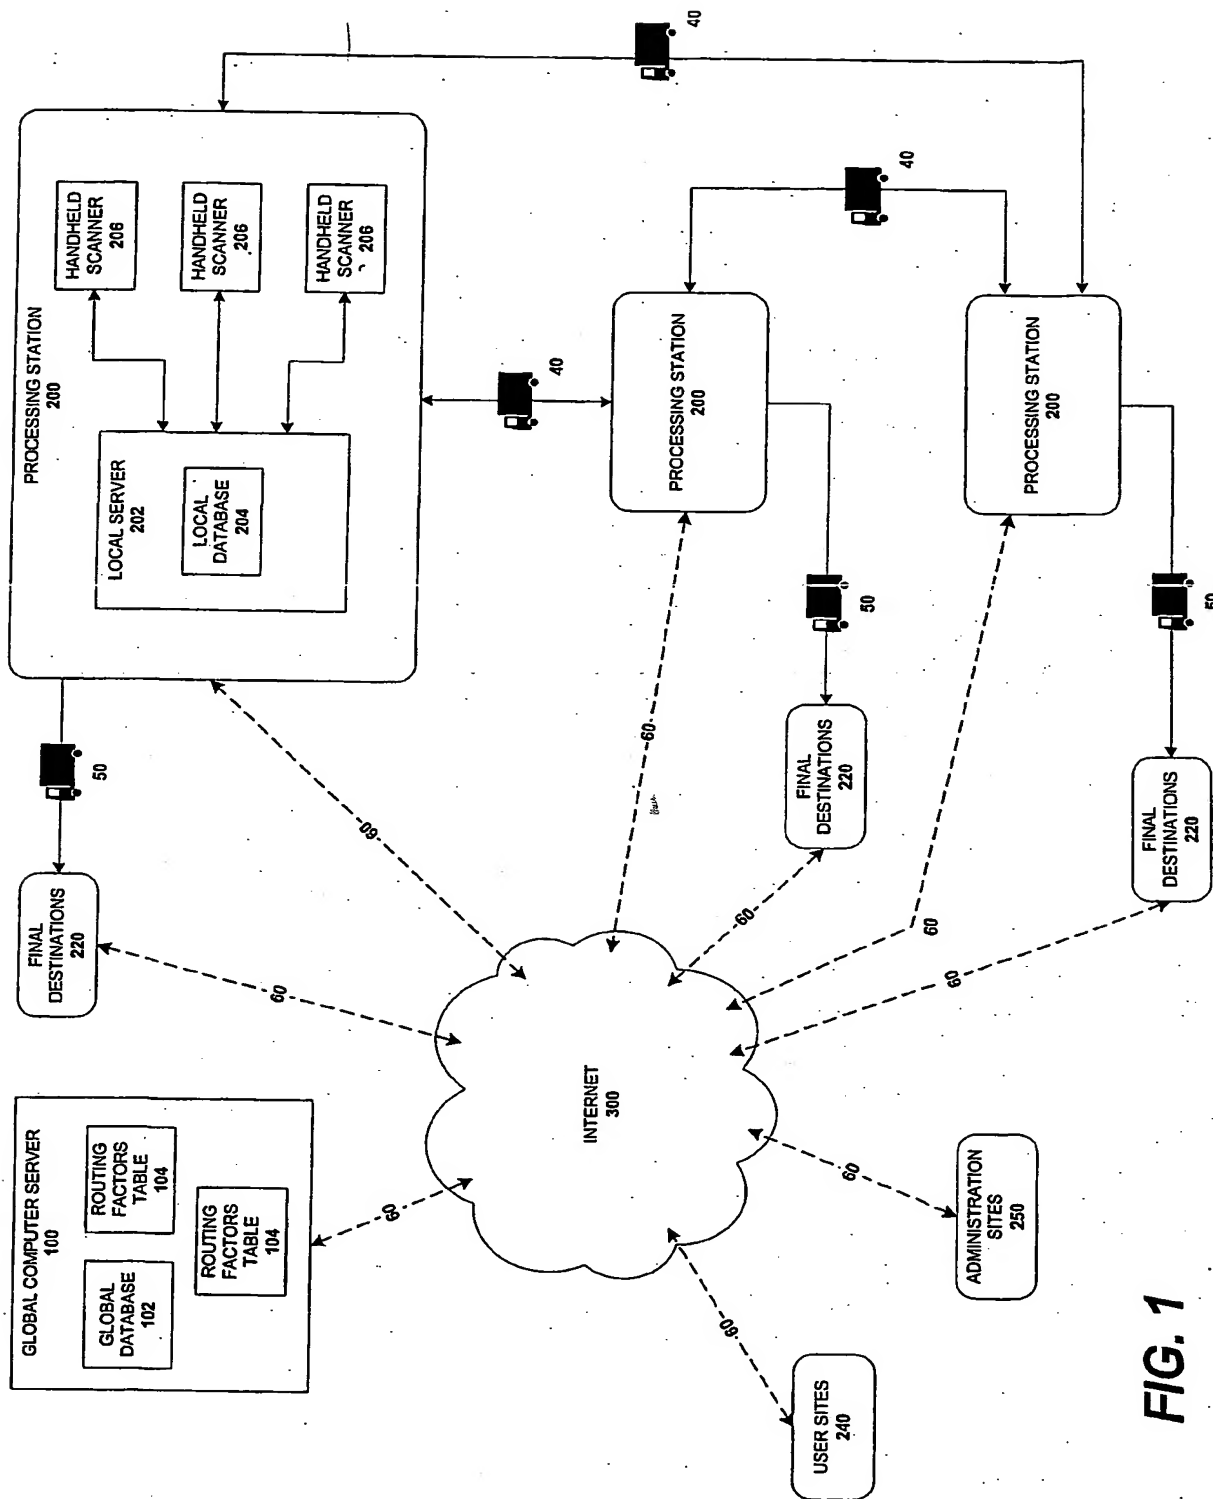 GLOBAL COMPUTER SERVER
100
GLOBAL
DATABASE
102
ROUTING
FACTORS
TABLE
104
ROUTING
FACTORS
TABLE
104
FINAL
DESTINATIONS
220
50
PROCESSING STATION
200
LOCAL SERVER
202
LOCAL
DATABASE
204
HANDHELD
SCANNER
206
HANDHELD
SCANNER
206
HANDHELD
SCANNER
206
60
60
60
40
40
40
INTERNET
300
60
PROCESSING STATION
200
50
FINAL
DESTINATIONS
220
60
PROCESSING STATION
200
60
50
FINAL
DESTINATIONS
220
60
USER SITES
240
60
ADMINISTRATION
SITES
250
60
FIG. 1